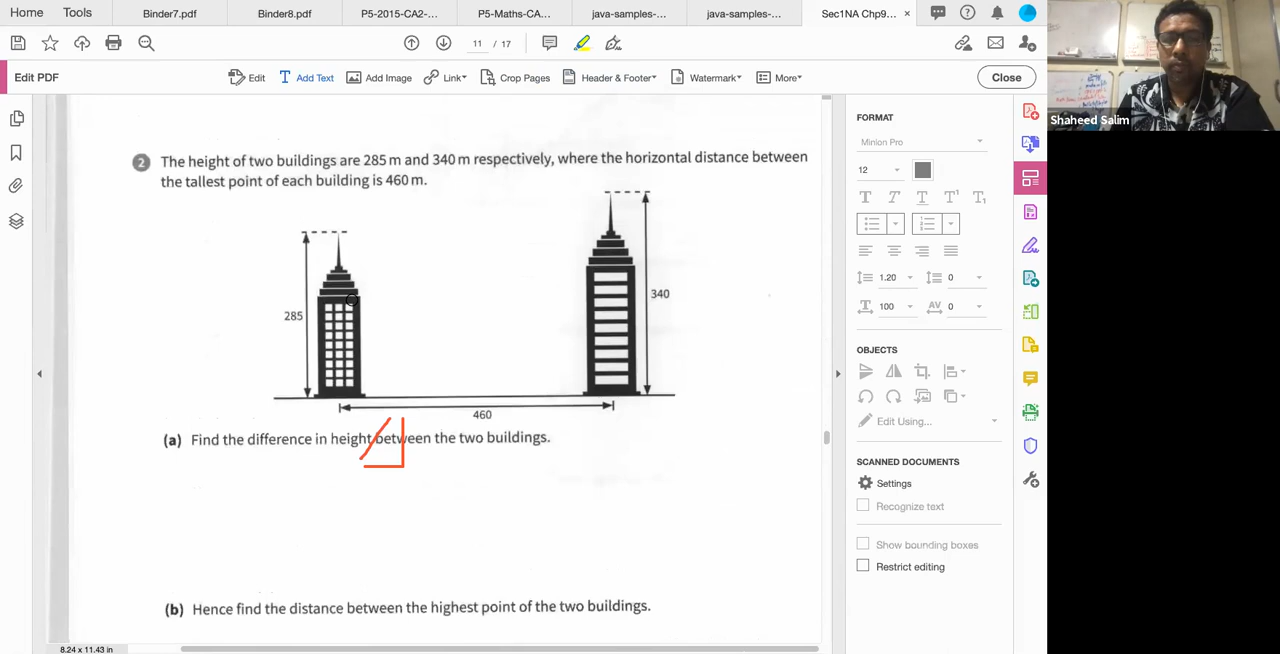 Home Tools Binder7.pdf Binder8.pdf P5-2015-CA2-... P5-Maths-CA... java-samples-... java-samples-... Sec1NA Chp9... ×
11 / 17
Edit PDF Edit Add Text Add Image Link Crop Pages Header & Footer Watermark More Close
Shaheed Salim
2 The height of two buildings are 285 m and 340 m respectively, where the horizontal distance between
the tallest point of each building is 460 m.
285
340
460
(a) Find the difference in height between the two buildings.
(b) Hence find the distance between the highest point of the two buildings.
8.24 x 11.43 in
FORMAT
Minion Pro
12
T T T T¹ T₁
1.20 0
100 AV 0
OBJECTS
Edit Using...
SCANNED DOCUMENTS
Settings
Recognize text
Show bounding boxes
Restrict editing